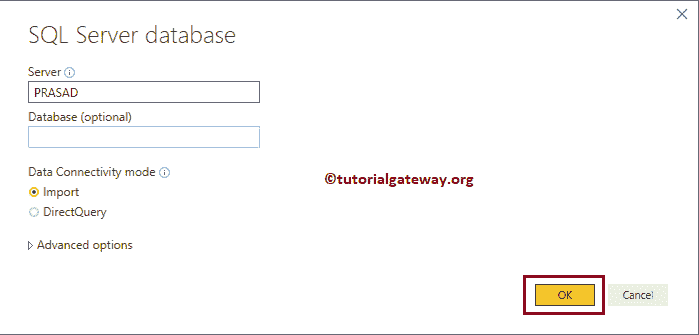 SQL Server database
Server
PRASAD
Database (optional)
Data Connectivity mode
Import
DirectQuery
Advanced options
©tutorialgateway.org
OK
Cancel